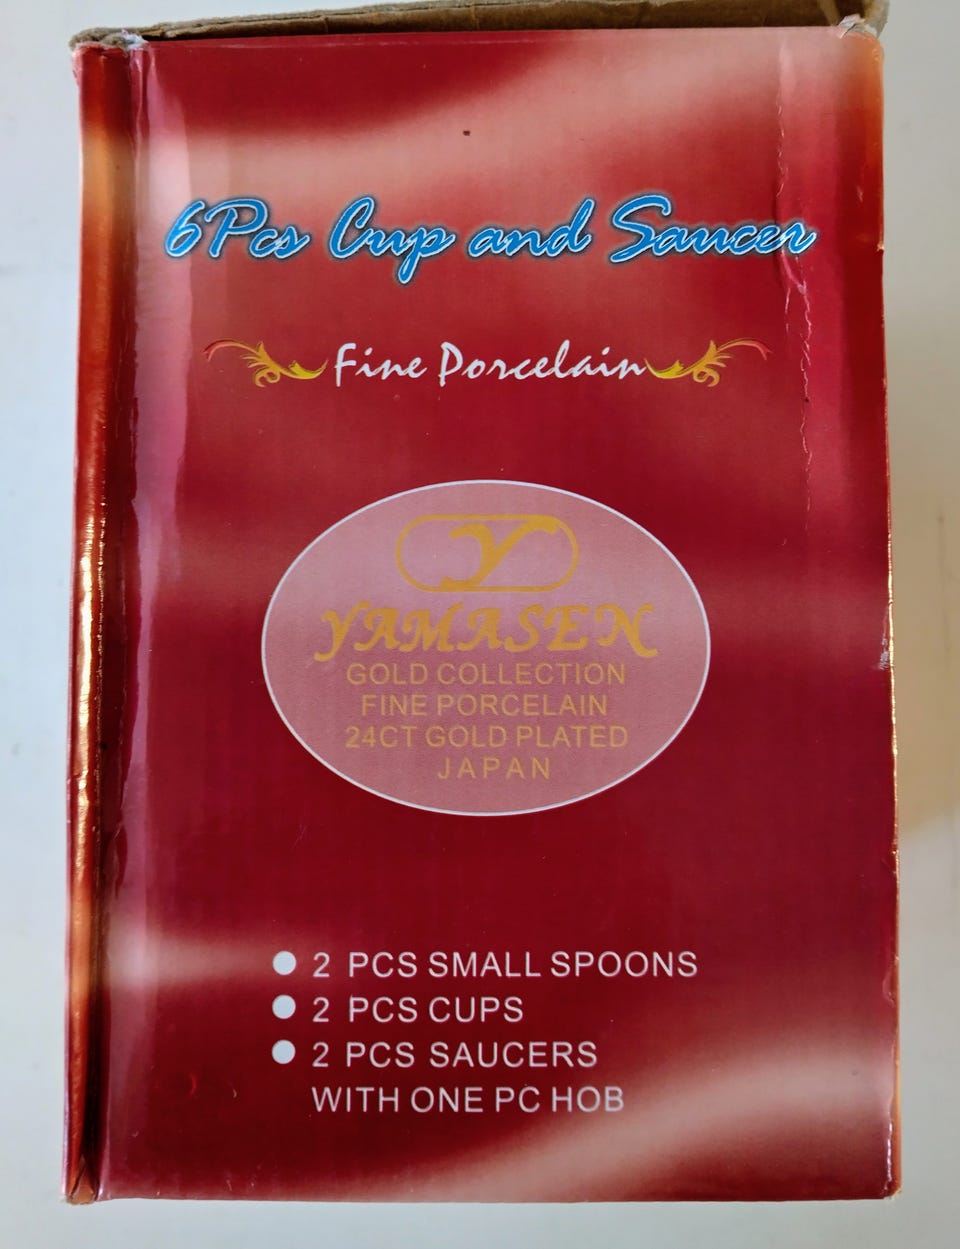 6Pcs Cup and Saucer
Fine Porcelain
Y
YAMASEN
GOLD COLLECTION
FINE PORCELAIN
24CT GOLD PLATED
JAPAN
2 PCS SMALL SPOONS
2 PCS CUPS
2 PCS SAUCERS
WITH ONE PC HOB